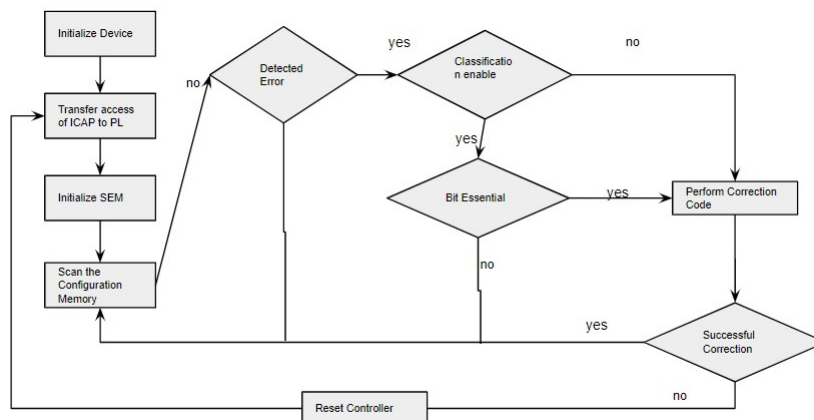 Initialize Device
yes
no
Detected
Error
Classificatio
n enable
no
Transfer access
of ICAP to PL
yes
Initialize SEM
Bit Essential
yes
Perform Correction
Code
no
Scan the
Configuration
Memory
yes
Successful
Correction
no
Reset Controller